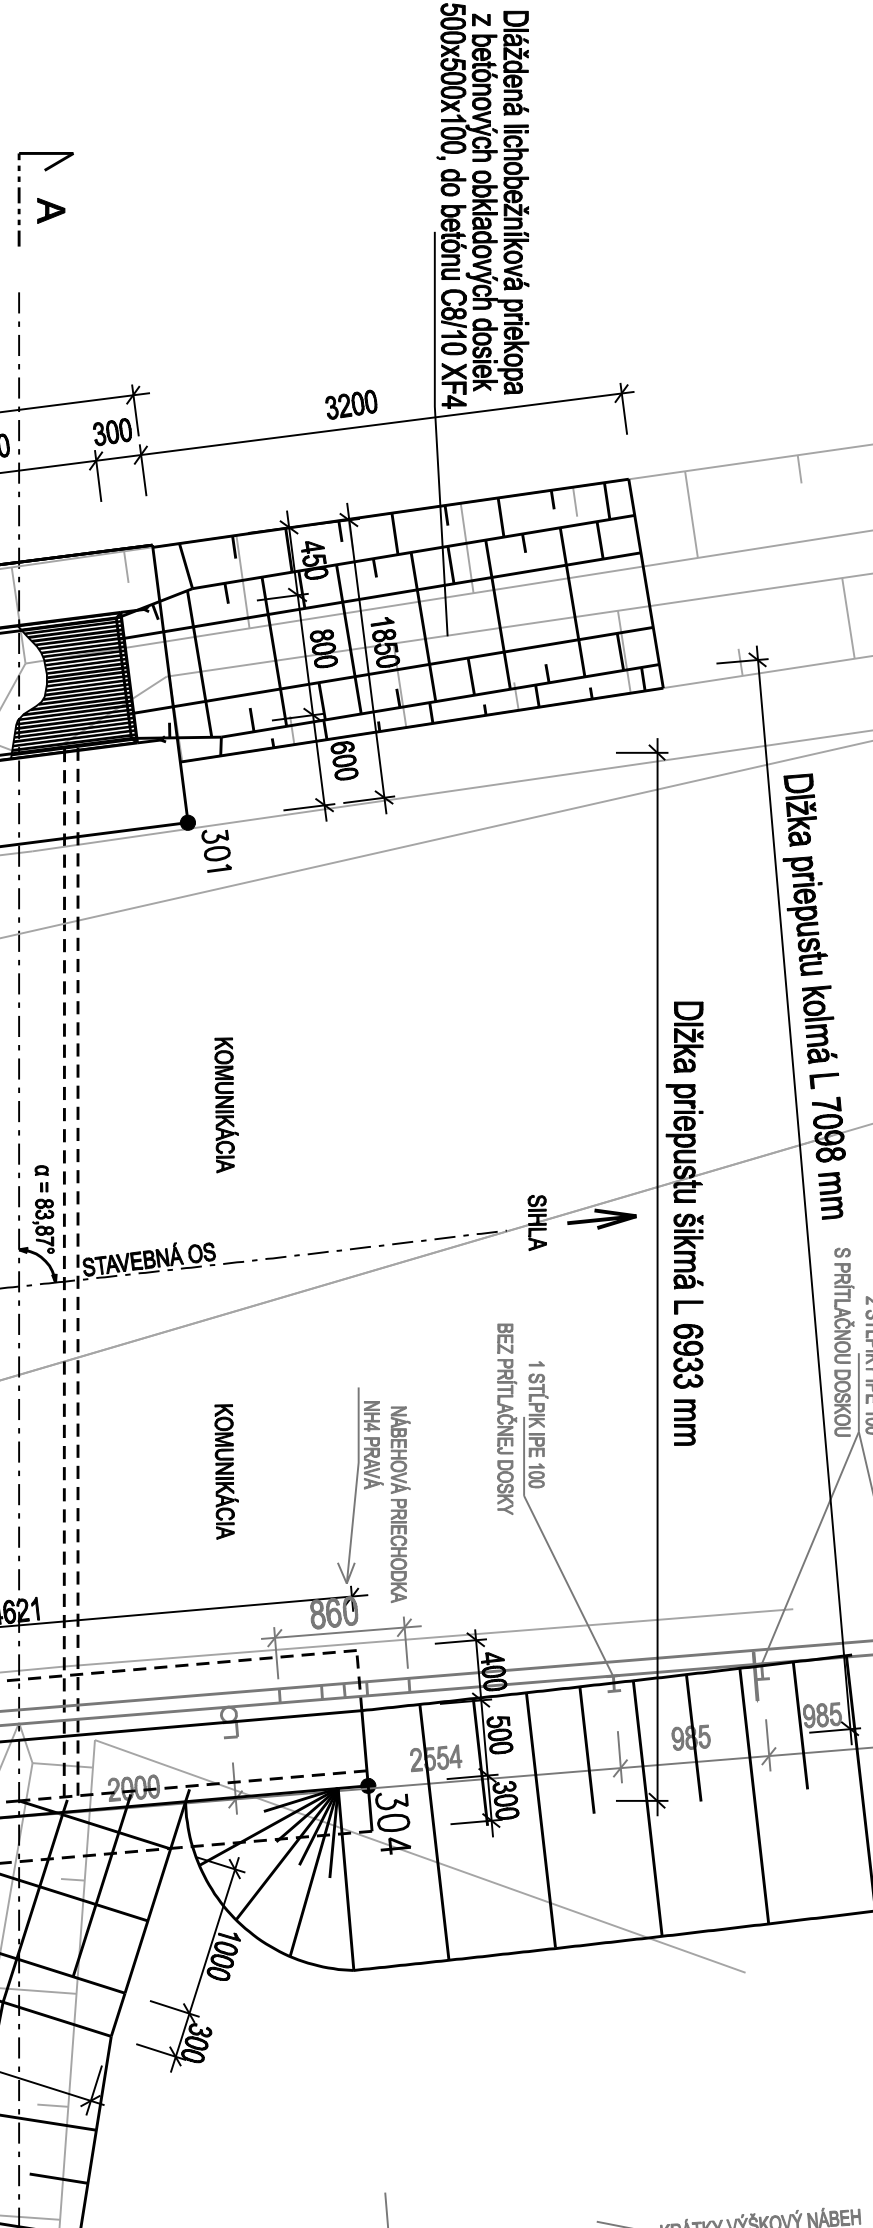 Dláždená lichobežníková priekopa
z betónových obkladových dosiek
500x500x100, do betónu C8/10 XF4
A
3200
300
450
800
1850
600
301
Dĺžka priepustu kolmá L 7098 mm
Dĺžka priepustu šikmá L 6933 mm
KOMUNIKÁCIA
SIHLA
α = 83,87°
STAVEBNÁ OS
S PRÍTLAČNOU DOSKOU
1 STĹPIK IPE 100
BEZ PRÍTLAČNEJ DOSKY
NÁBEHOVÁ PRIECHODKA
NH4 PRAVÁ
KOMUNIKÁCIA
860
400
500
300
985
985
2554
2000
304
1000
300
KRÁTKY VÝŠKOVÝ NÁBEH